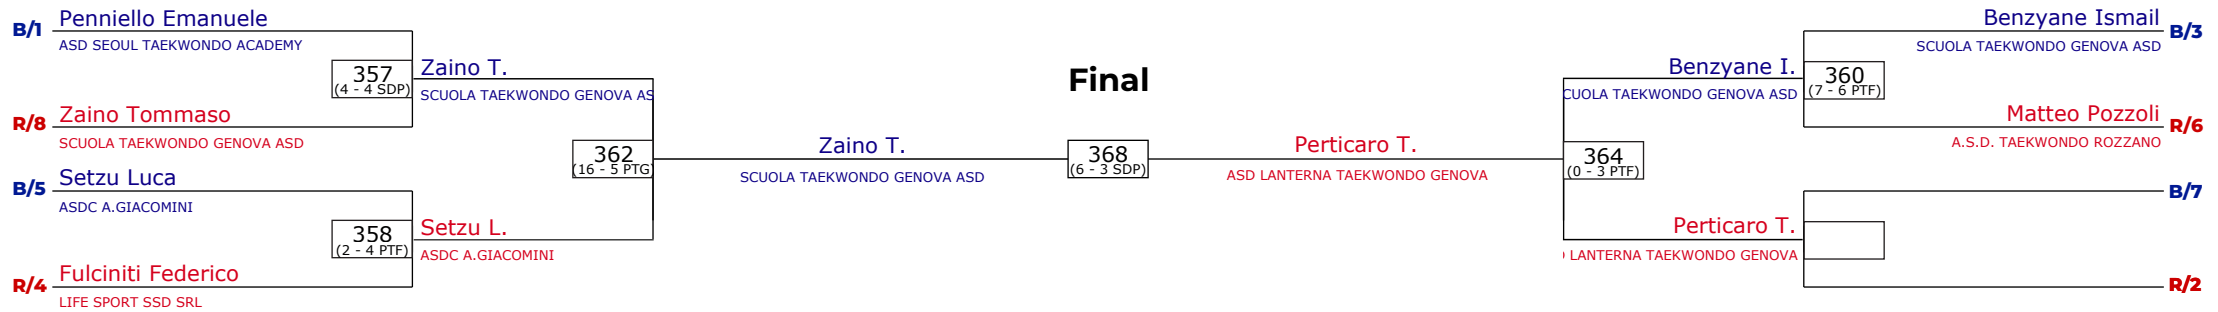 B/1 Penniello Emanuele
ASD SEOUL TAEKWONDO ACADEMY
357
(4 - 4 SDP)
R/8 Zaino Tommaso
SCUOLA TAEKWONDO GENOVA ASD
Zaino T.
SCUOLA TAEKWONDO GENOVA AS
B/5 Setzu Luca
ASDC A.GIACOMINI
358
(2 - 4 PTF)
R/4 Fulciniti Federico
LIFE SPORT SSD SRL
Setzu L.
ASDC A.GIACOMINI
362
(16 - 5 PTG)
Zaino T.
SCUOLA TAEKWONDO GENOVA ASD
Final
368
(6 - 3 SDP)
Perticaro T.
ASD LANTERNA TAEKWONDO GENOVA
364
(0 - 3 PTF)
Benzyane I.
CUOLA TAEKWONDO GENOVA ASD
360
(7 - 6 PTF)
Benzyane Ismail B/3
SCUOLA TAEKWONDO GENOVA ASD
Matteo Pozzoli R/6
A.S.D. TAEKWONDO ROZZANO
Perticaro T.
LANTERNA TAEKWONDO GENOVA
B/7
R/2